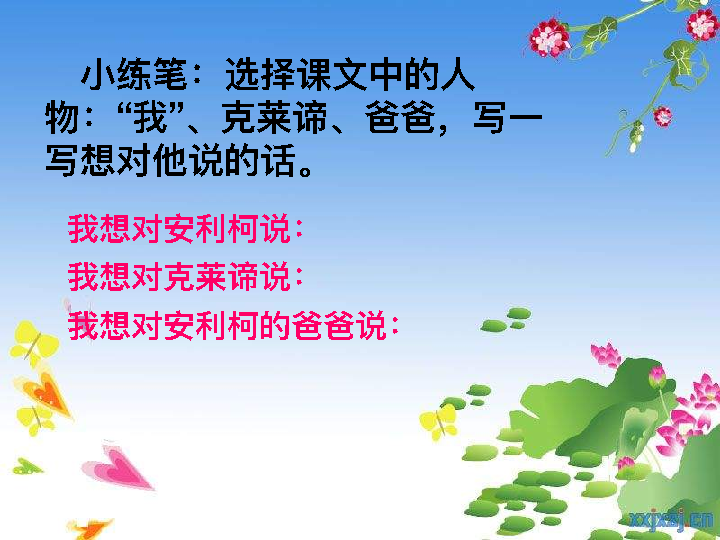 小练笔：选择课文中的人
物：“我”、克莱谛、爸爸，写一
写想对他说的话。
我想对安利柯说：
我想对克莱谛说：
我想对安利柯的爸爸说：
xxjxsj.cn